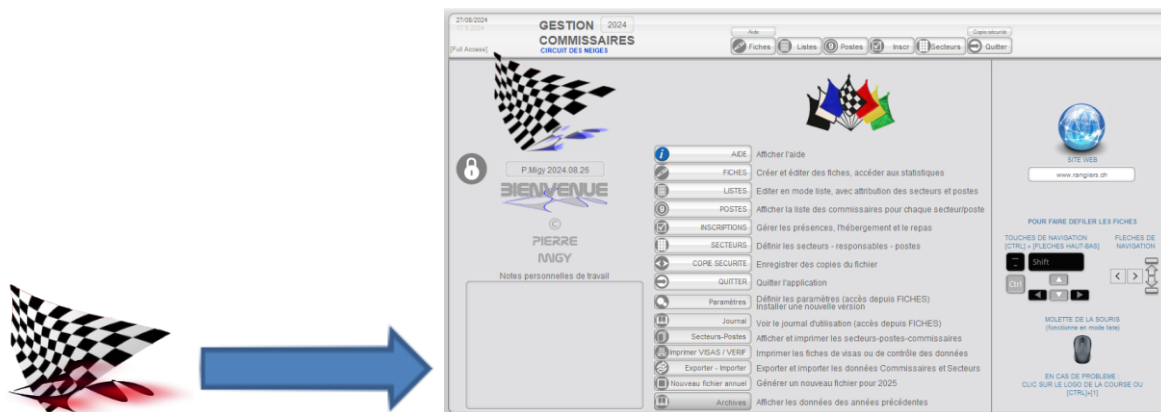 27/08/2024
[Full Access]
GESTION 2024
COMMISSAIRES
CIRCUIT DES NEIGES
Aide
Copie sécurité
Fiches
Listes
Postes
Inscr
Secteurs
Quitter
P.Migy 2024.08.26
BIENVENUE
©
PIERRE
MIGY
Notes personnelles de travail
AIDE Afficher l'aide
FICHES Créer et éditer des fiches, accéder aux statistiques
LISTES Editer en mode liste, avec attribution des secteurs et postes
POSTES Afficher la liste des commissaires pour chaque secteur/poste
INSCRIPTIONS Gérer les présences, l'hébergement et le repas
SECTEURS Définir les secteurs - responsables - postes
COPIE SECURITE Enregistrer des copies du fichier
QUITTER Quitter l'application
Paramètres Définir les paramètres (accès depuis FICHES)
Installer une nouvelle version
Journal Voir le journal d'utilisation (accès depuis FICHES)
Secteurs-Postes Afficher et imprimer les secteurs-postes-commissaires
Imprimer VISAS / VERIF Imprimer les fiches de visas ou de contrôle des données
Exporter - Importer Exporter et importer les données Commissaires et Secteurs
Nouveau fichier annuel Générer un nouveau fichier pour 2025
Archives Afficher les données des années précédentes
SITE WEB
www.rangiers.ch
POUR FAIRE DEFILER LES FICHES
TOUCHES DE NAVIGATION
[CTRL] + [FLECHES HAUT-BAS]
FLECHES DE
NAVIGATION
Shift
Ctrl
MOLETTE DE LA SOURIS
(fonctionne en mode liste)
EN CAS DE PROBLÈME :
CLIC SUR LE LOGO DE LA COURSE OU
[CTRL]+[1]